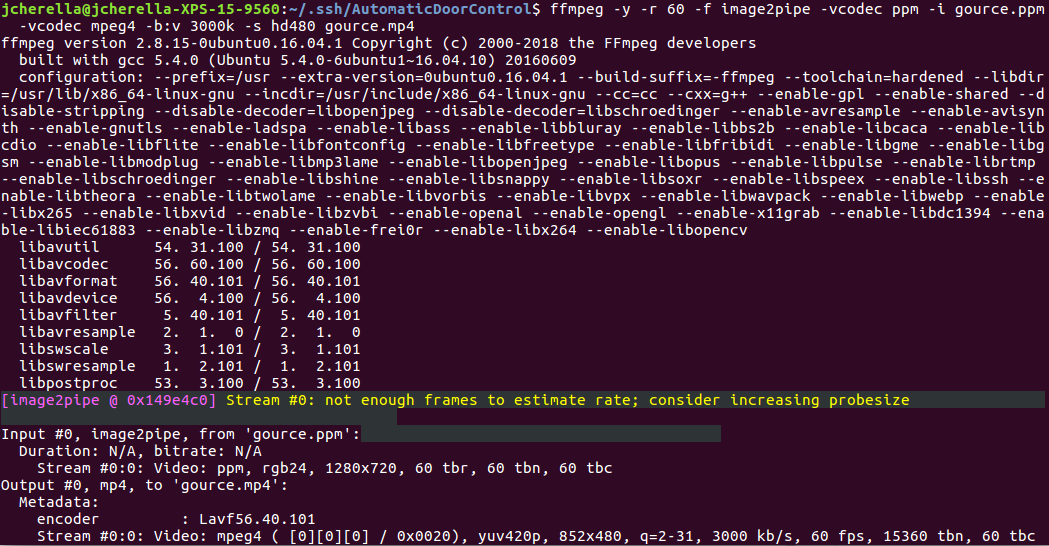 jcherella@jcherella-XPS-15-9560:~/.ssh/AutomaticDoorControl$ ffmpeg -y -r 60 -f image2pipe -vcodec ppm -i gource.ppm
 -vcodec mpeg4 -b:v 3000k -s hd480 gource.mp4
ffmpeg version 2.8.15-0ubuntu0.16.04.1 Copyright (c) 2000-2018 the FFmpeg developers
  built with gcc 5.4.0 (Ubuntu 5.4.0-6ubuntu1~16.04.10) 20160609
  configuration: --prefix=/usr --extra-version=0ubuntu0.16.04.1 --build-suffix=-ffmpeg --toolchain=hardened --libdir
=/usr/lib/x86_64-linux-gnu --incdir=/usr/include/x86_64-linux-gnu --cc=cc --cxx=g++ --enable-gpl --enable-shared --d
isable-stripping --disable-decoder=libopenjpeg --disable-decoder=libschroedinger --enable-avresample --enable-avisyn
th --enable-gnutls --enable-ladspa --enable-libass --enable-libbluray --enable-libbs2b --enable-libcaca --enable-lib
cdio --enable-libflite --enable-libfontconfig --enable-libfreetype --enable-libfribidi --enable-libgme --enable-libg
sm --enable-libmodplug --enable-libmp3lame --enable-libopenjpeg --enable-libopus --enable-libpulse --enable-librtmp
--enable-libschroedinger --enable-libshine --enable-libsnappy --enable-libsoxr --enable-libspeex --enable-libssh --e
nable-libtheora --enable-libtwolame --enable-libvorbis --enable-libvpx --enable-libwavpack --enable-libwebp --enable
-libx265 --enable-libxvid --enable-libzvbi --enable-openal --enable-opengl --enable-x11grab --enable-libdc1394 --ena
ble-libiec61883 --enable-libzmq --enable-frei0r --enable-libx264 --enable-libopencv
  libavutil      54. 31.100 / 54. 31.100
  libavcodec     56. 60.100 / 56. 60.100
  libavformat    56. 40.101 / 56. 40.101
  libavdevice    56.  4.100 / 56.  4.100
  libavfilter     5. 40.101 /  5. 40.101
  libavresample   2.  1.  0 /  2.  1.  0
  libswscale      3.  1.101 /  3.  1.101
  libswresample   1.  2.101 /  1.  2.101
  libpostproc    53.  3.100 / 53.  3.100
[image2pipe @ 0x149e4c0] Stream #0: not enough frames to estimate rate; consider increasing probesize
Input #0, image2pipe, from 'gource.ppm':
  Duration: N/A, bitrate: N/A
    Stream #0:0: Video: ppm, rgb24, 1280x720, 60 tbr, 60 tbn, 60 tbc
Output #0, mp4, to 'gource.mp4':
  Metadata:
    encoder         : Lavf56.40.101
    Stream #0:0: Video: mpeg4 ( [0][0][0] / 0x0020), yuv420p, 852x480, q=2-31, 3000 kb/s, 60 fps, 15360 tbn, 60 tbc